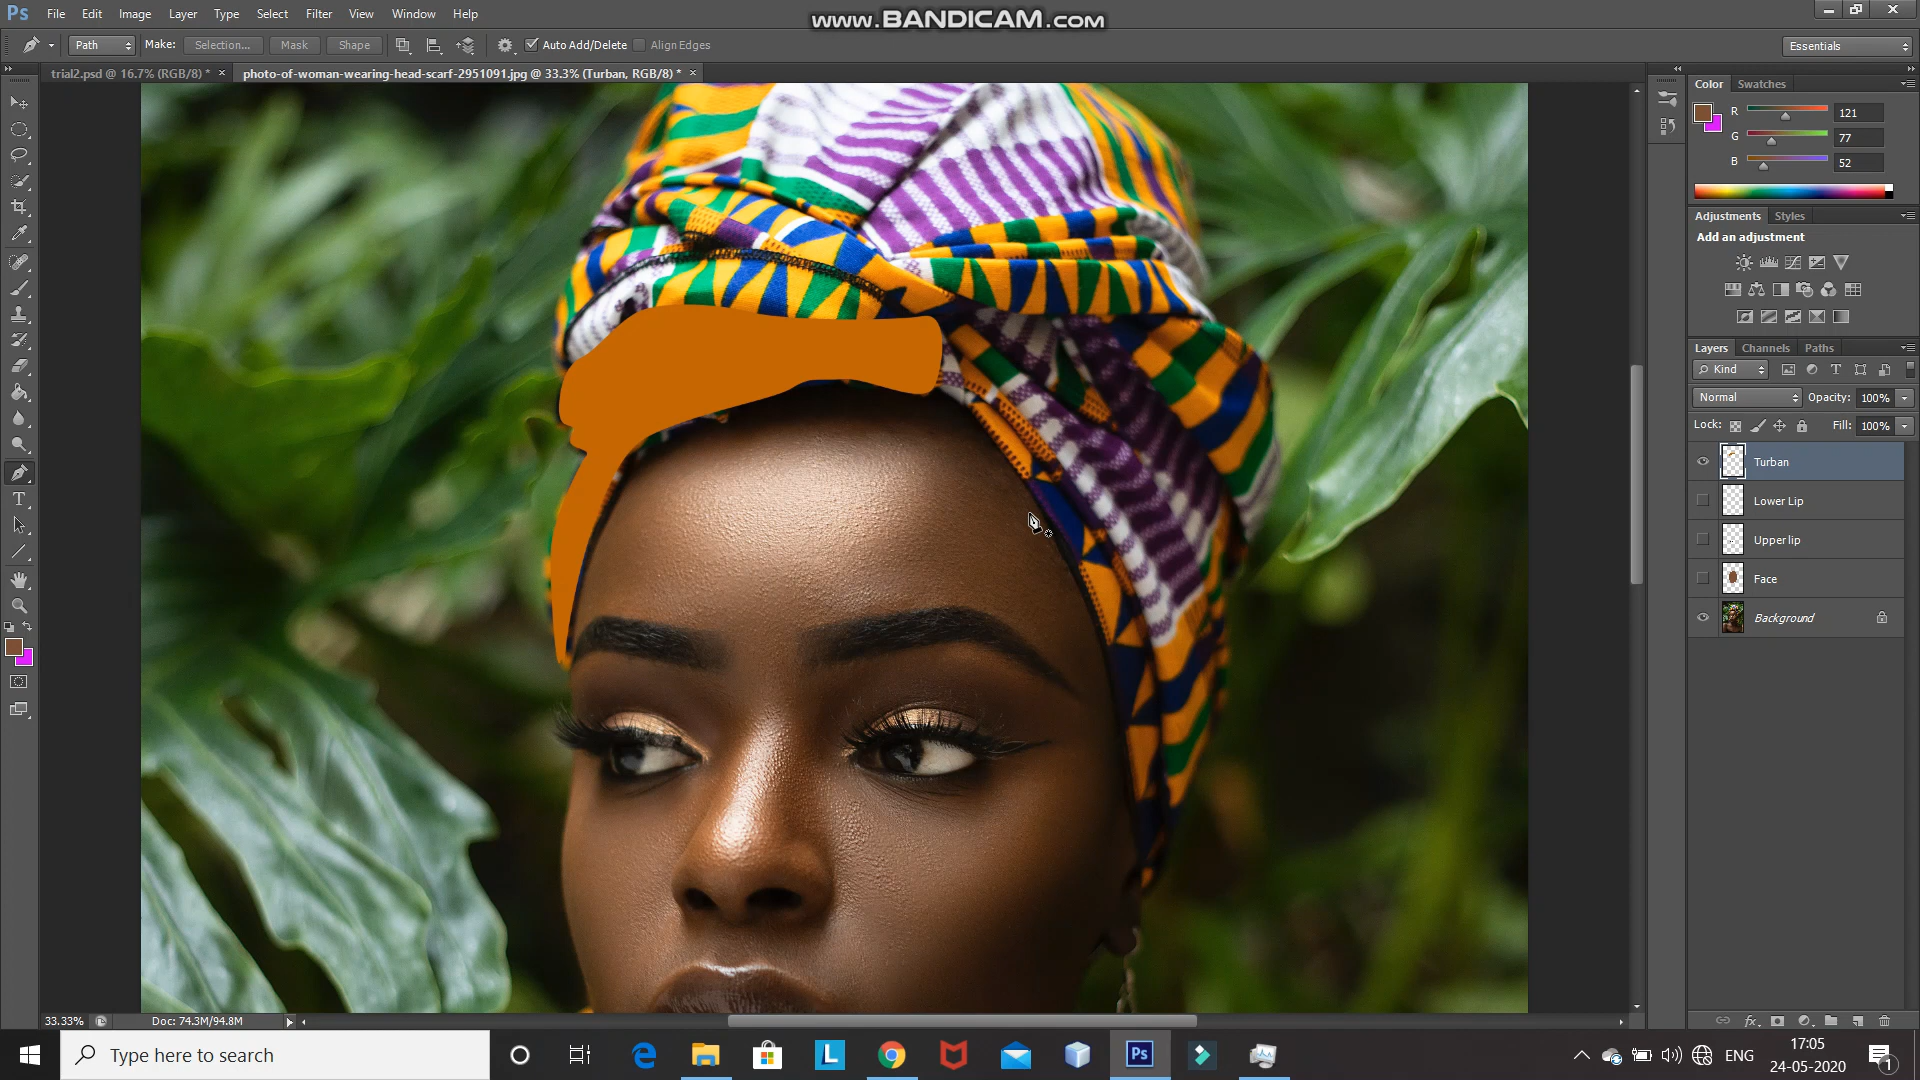 www.BANDICAM.com
Ps File Edit Image Layer Type Select Filter View Window Help
Path Make: Selection... Mask Shape Auto Add/Delete Align Edges Essentials
trial2.psd @ 16.7% (RGB/8) * × photo-of-woman-wearing-head-scarf-2951091.jpg @ 33.3% (Turban, RGB/8) * ×
Color Swatches
R 121
G 77
B 52
Adjustments Styles
Add an adjustment
Layers Channels Paths
Kind
Normal Opacity: 100%
Lock: Fill: 100%
Turban
Lower Lip
Upper lip
Face
Background
33.33% Doc: 74.3M/94.8M
Type here to search
L
Ps
ENG
17:05
24-05-2020
1